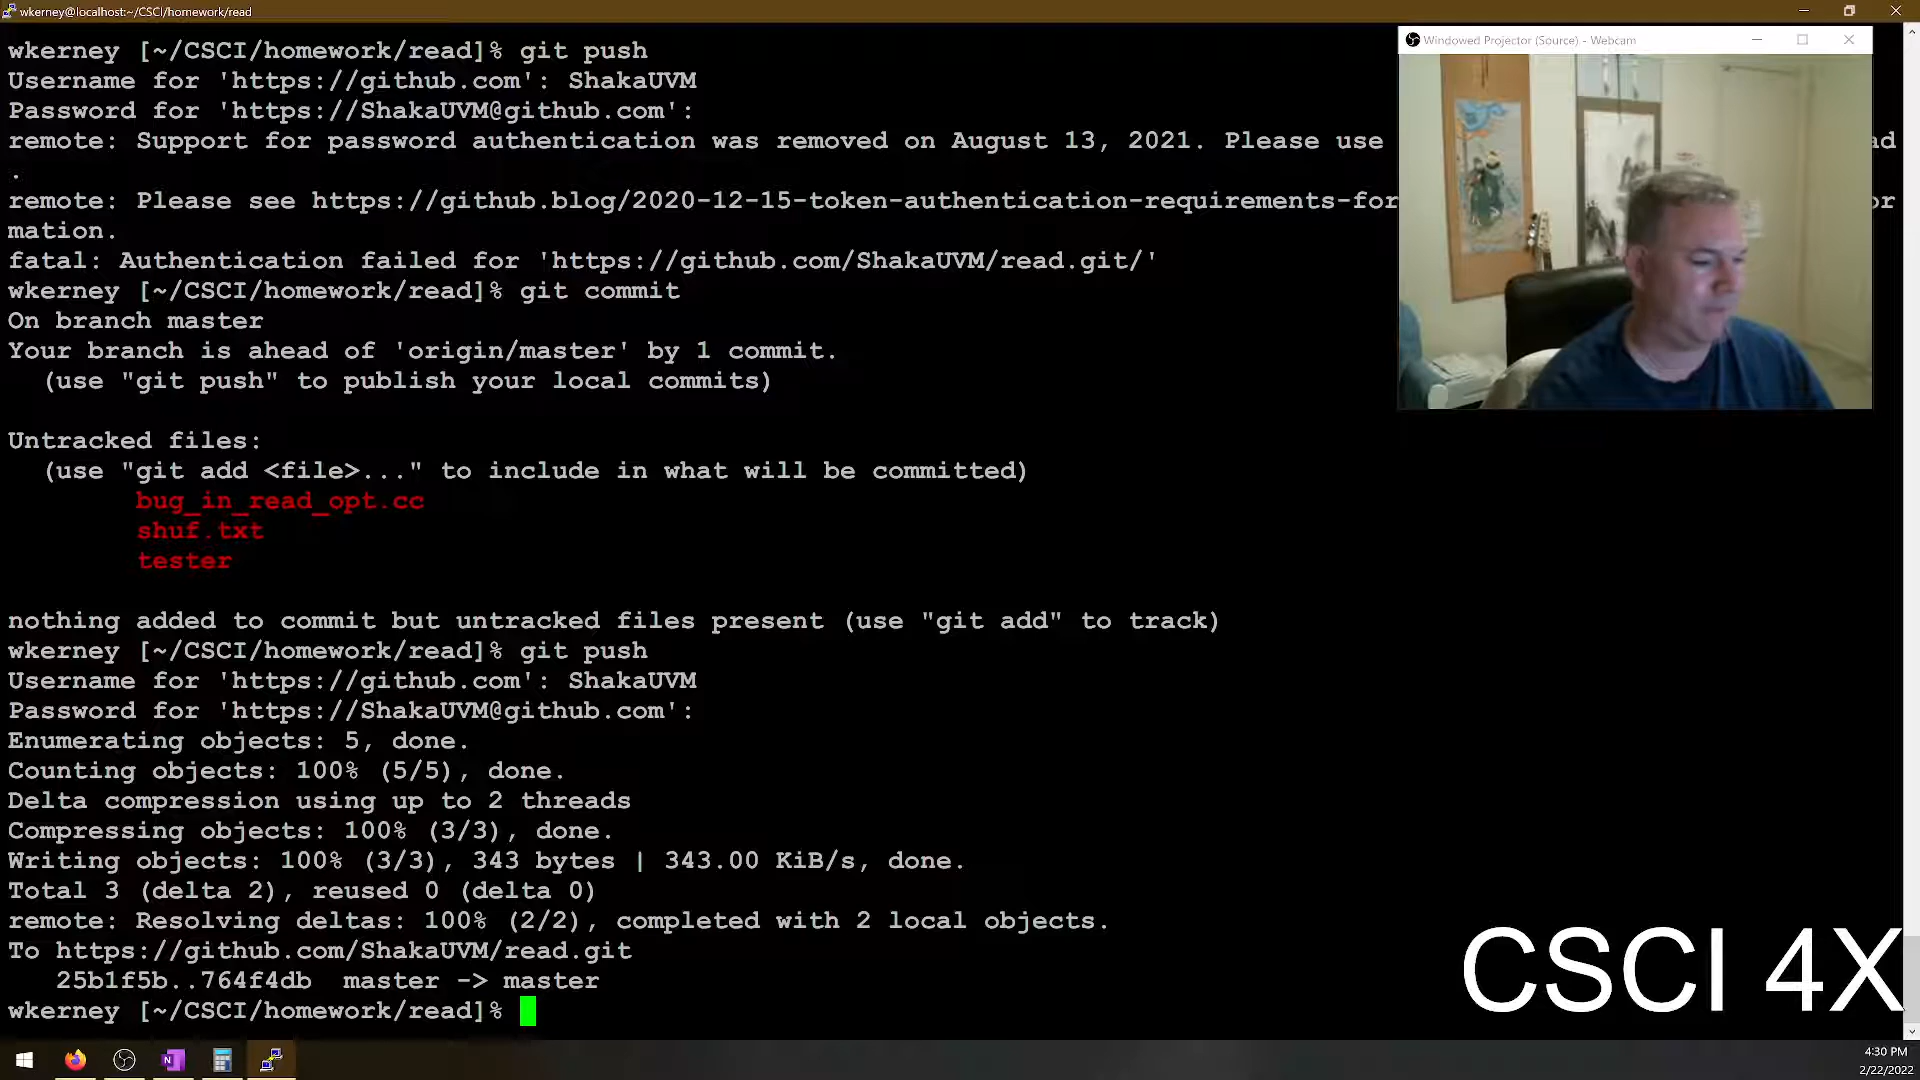 wkerney@localhost:~/CSCI/homework/read
wkerney [~/CSCI/homework/read]% git push
Username for 'https://github.com': ShakaUVM
Password for 'https://ShakaUVM@github.com':
remote: Support for password authentication was removed on August 13, 2021. Please use
.
remote: Please see https://github.blog/2020-12-15-token-authentication-requirements-for
mation.
fatal: Authentication failed for 'https://github.com/ShakaUVM/read.git/'
wkerney [~/CSCI/homework/read]% git commit
On branch master
Your branch is ahead of 'origin/master' by 1 commit.
(use "git push" to publish your local commits)
Untracked files:
(use "git add <file>..." to include in what will be committed)
bug_in_read_opt.cc
shuf.txt
tester
nothing added to commit but untracked files present (use "git add" to track)
wkerney [~/CSCI/homework/read]% git push
Username for 'https://github.com': ShakaUVM
Password for 'https://ShakaUVM@github.com':
Enumerating objects: 5, done.
Counting objects: 100% (5/5), done.
Delta compression using up to 2 threads
Compressing objects: 100% (3/3), done.
Writing objects: 100% (3/3), 343 bytes | 343.00 KiB/s, done.
Total 3 (delta 2), reused 0 (delta 0)
remote: Resolving deltas: 100% (2/2), completed with 2 local objects.
To https://github.com/ShakaUVM/read.git
25b1f5b..764f4db  master -> master
wkerney [~/CSCI/homework/read]%
Windowed Projector (Source) - Webcam
CSCI 4X
4:30 PM
2/22/2022